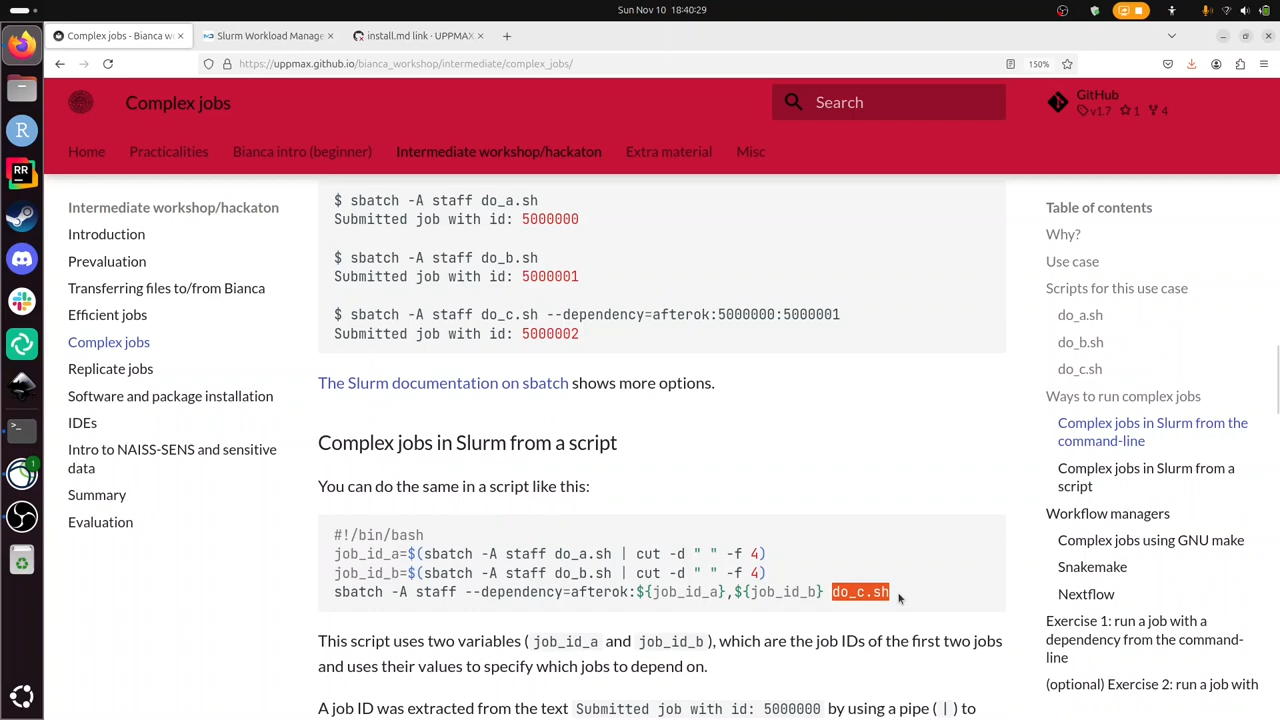 Sun Nov 10 18:40:29
Complex jobs - Bianca w
Slurm Workload Manage
install.md link · UPPMAX
https://uppmax.github.io/bianca_workshop/intermediate/complex_jobs/
150%
Complex jobs
Search
GitHub
v1.7 1 4
Home Practicalities Bianca intro (beginner) Intermediate workshop/hackaton Extra material Misc
Intermediate workshop/hackaton
Introduction
Prevaluation
Transferring files to/from Bianca
Efficient jobs
Complex jobs
Replicate jobs
Software and package installation
IDEs
Intro to NAISS-SENS and sensitive
data
Summary
Evaluation
$ sbatch -A staff do_a.sh
Submitted job with id: 5000000
$ sbatch -A staff do_b.sh
Submitted job with id: 5000001
$ sbatch -A staff do_c.sh --dependency=afterok:5000000:5000001
Submitted job with id: 5000002
The Slurm documentation on sbatch shows more options.
Complex jobs in Slurm from a script
You can do the same in a script like this:
#!/bin/bash
job_id_a=$(sbatch -A staff do_a.sh | cut -d " " -f 4)
job_id_b=$(sbatch -A staff do_b.sh | cut -d " " -f 4)
sbatch -A staff --dependency=afterok:${job_id_a},${job_id_b} do_c.sh
This script uses two variables ( job_id_a and job_id_b ), which are the job IDs of the first two jobs
and uses their values to specify which jobs to depend on.
A job ID was extracted from the text Submitted job with id: 5000000 by using a pipe ( | ) to
Table of contents
Why?
Use case
Scripts for this use case
do_a.sh
do_b.sh
do_c.sh
Ways to run complex jobs
Complex jobs in Slurm from the
command-line
Complex jobs in Slurm from a
script
Workflow managers
Complex jobs using GNU make
Snakemake
Nextflow
Exercise 1: run a job with a
dependency from the command-
line
(optional) Exercise 2: run a job with
R
RR
1